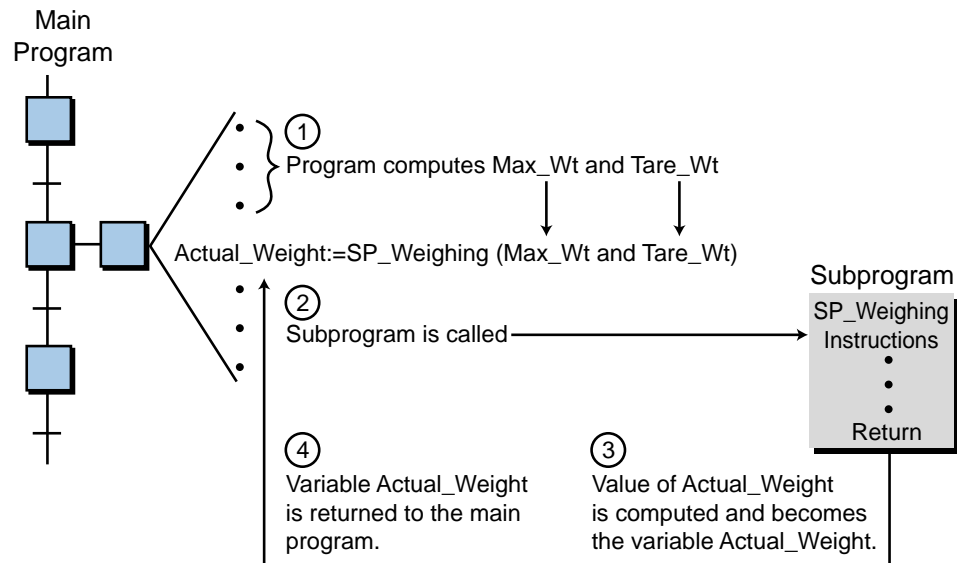 Main
Program
1
Program computes Max_Wt and Tare_Wt
Actual_Weight:=SP_Weighing (Max_Wt and Tare_Wt)
2
Subprogram is called
Subprogram
SP_Weighing
Instructions
Return
4
Variable Actual_Weight
is returned to the main
program.
3
Value of Actual_Weight
is computed and becomes
the variable Actual_Weight.